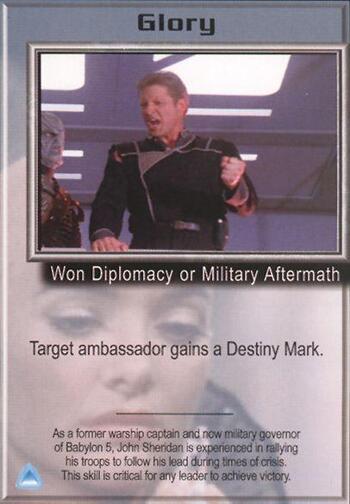 Glory
Won Diplomacy or Military Aftermath
Target ambassador gains a Destiny Mark.
As a former warship captain and now military governor
of Babylon 5, John Sheridan is experienced in rallying
his troops to follow his lead during times of crisis.
This skill is critical for any leader to achieve victory.